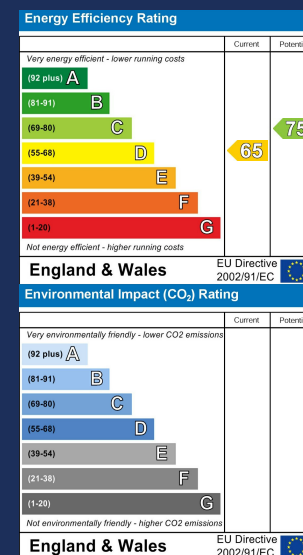 Energy Efficiency Rating
Current Potenti
Very energy efficient - lower running costs
(92 plus) A
(81-91) B
(69-80) C
(55-68) D
(39-54) E
(21-38) F
(1-20) G
65
75
Not energy efficient - higher running costs
England & Wales
EU Directive
2002/91/EC
Environmental Impact (CO₂) Rating
Current Potenti
Very environmentally friendly - lower CO2 emissions
(92 plus) A
(81-91) B
(69-80) C
(55-68) D
(39-54) E
(21-38) F
(1-20) G
Not environmentally friendly - higher CO2 emissions
England & Wales
EU Directive
2002/91/EC